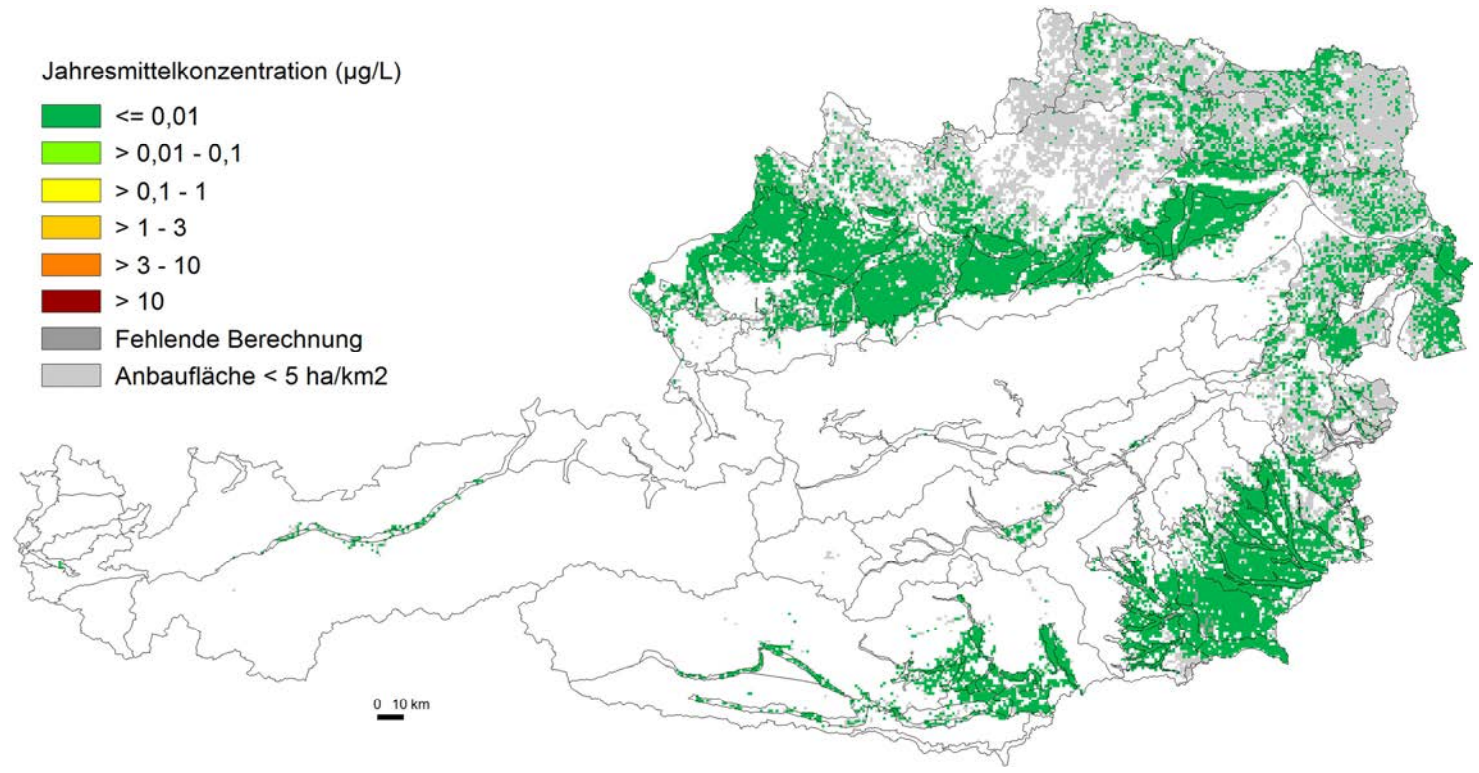 Jahresmittelkonzentration (µg/L)
<= 0,01
> 0,01 - 0,1
> 0,1 - 1
> 1 - 3
> 3 - 10
> 10
Fehlende Berechnung
Anbaufläche < 5 ha/km2
0 10 km